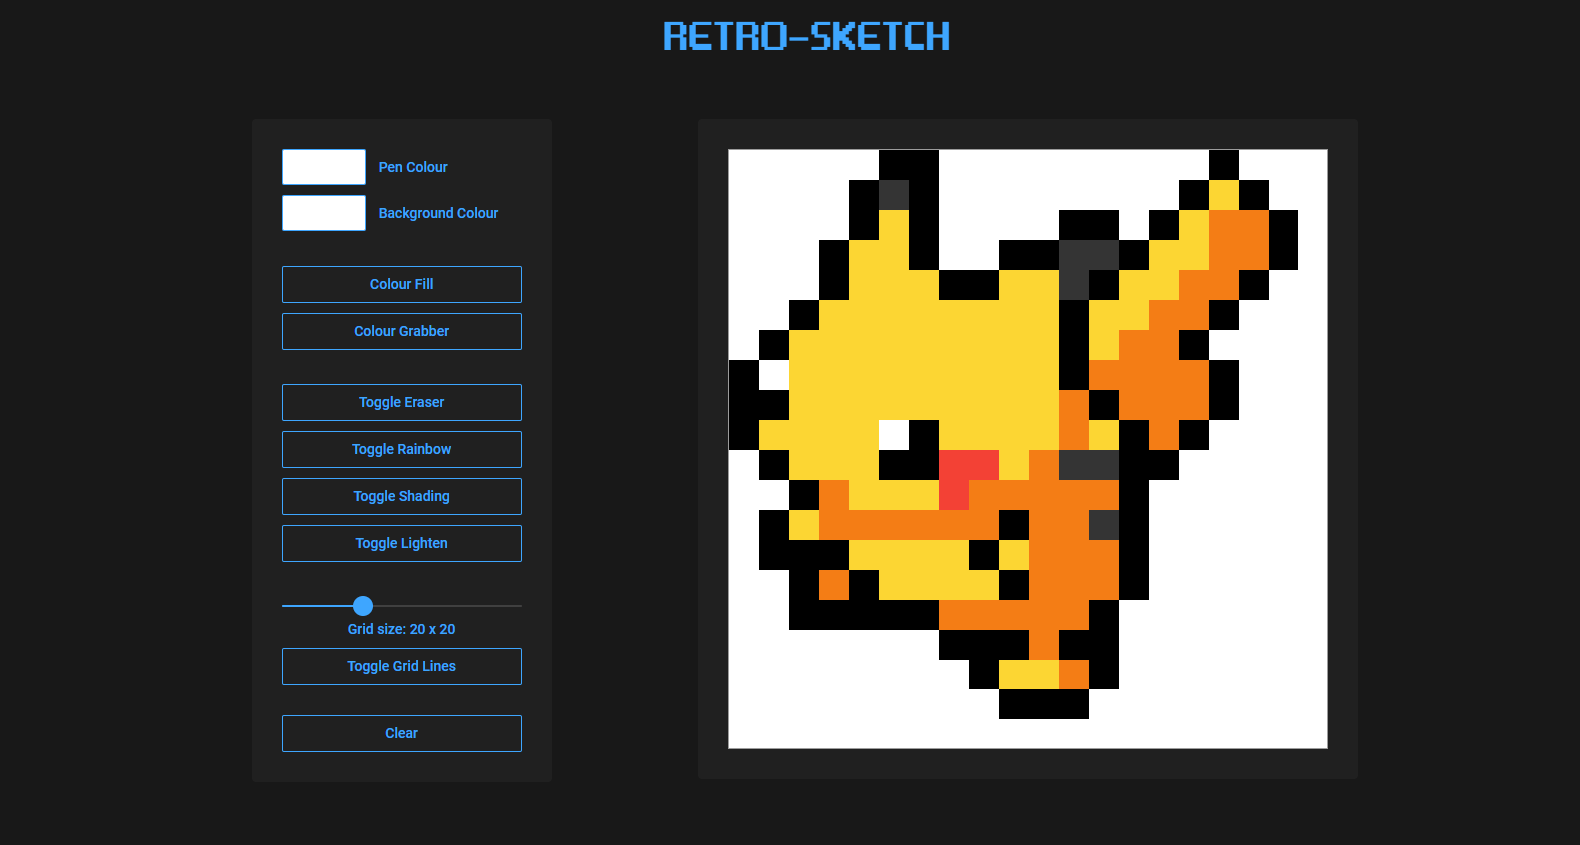 RETRO-SKETCH
Pen Colour
Background Colour
Colour Fill
Colour Grabber
Toggle Eraser
Toggle Rainbow
Toggle Shading
Toggle Lighten
Grid size: 20 x 20
Toggle Grid Lines
Clear